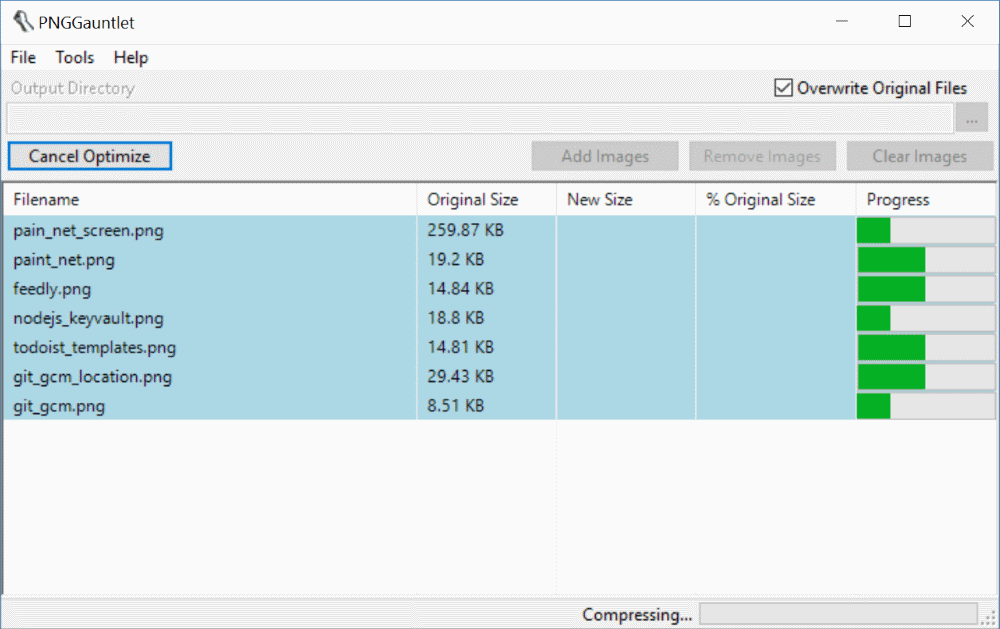 PNGGauntlet
File Tools Help
Output Directory
Overwrite Original Files
...
Cancel Optimize Add Images Remove Images Clear Images
Filename Original Size New Size % Original Size Progress
pain_net_screen.png 259.87 KB
paint_net.png 19.2 KB
feedly.png 14.84 KB
nodejs_keyvault.png 18.8 KB
todoist_templates.png 14.81 KB
git_gcm_location.png 29.43 KB
git_gcm.png 8.51 KB
Compressing...